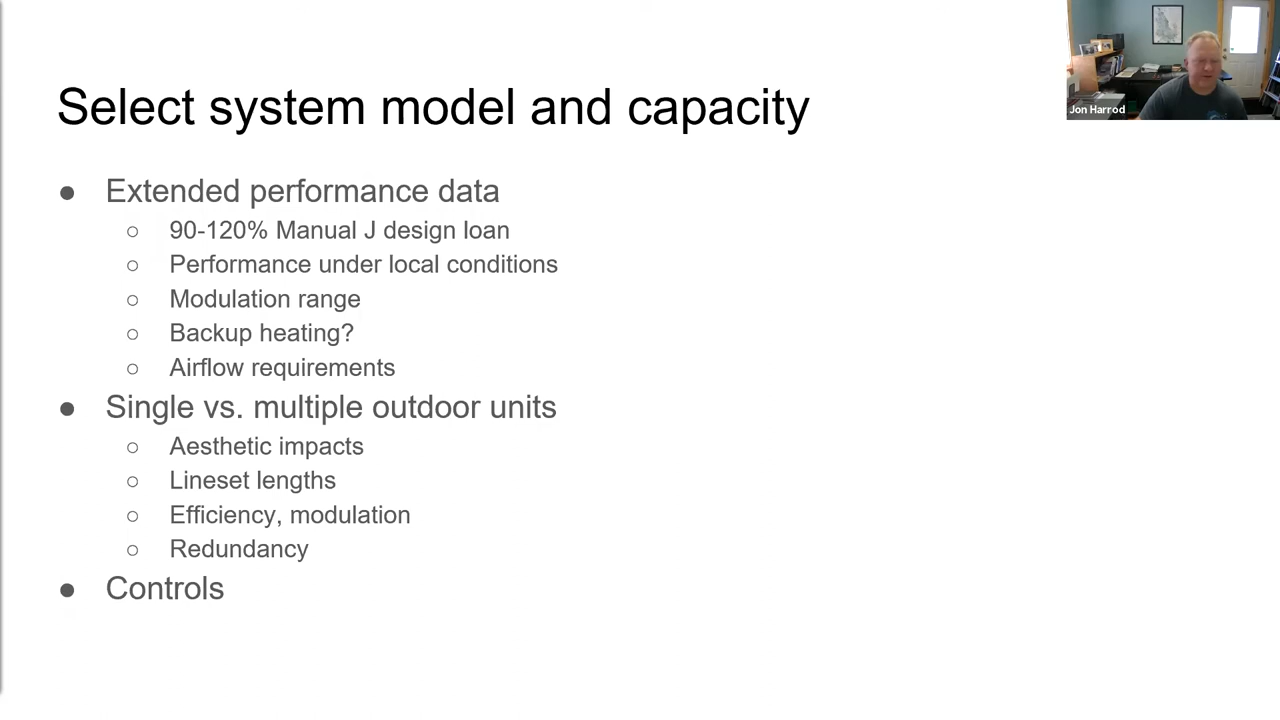 Select system model and capacity
● Extended performance data
○ 90-120% Manual J design loan
○ Performance under local conditions
○ Modulation range
○ Backup heating?
○ Airflow requirements
● Single vs. multiple outdoor units
○ Aesthetic impacts
○ Lineset lengths
○ Efficiency, modulation
○ Redundancy
● Controls
Jon Harrod